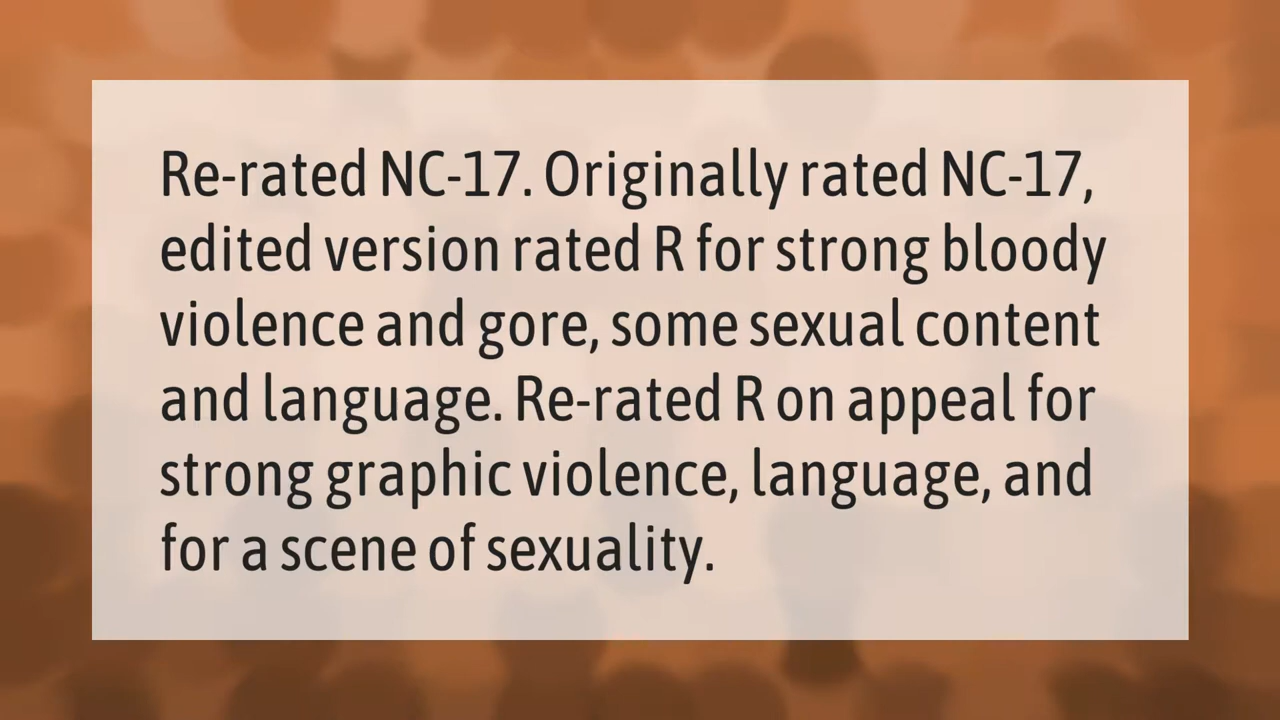 Re-rated NC-17. Originally rated NC-17,
edited version rated R for strong bloody
violence and gore, some sexual content
and language. Re-rated R on appeal for
strong graphic violence, language, and
for a scene of sexuality.